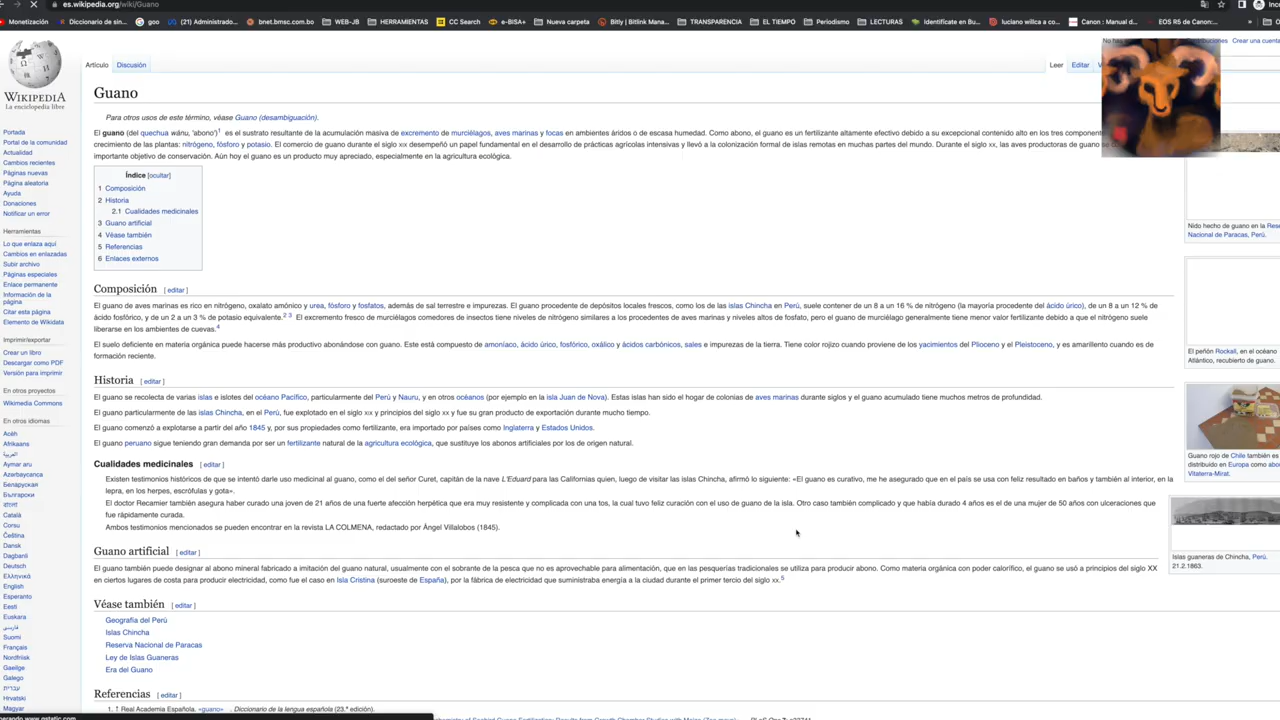 es.wikipedia.org/wiki/Guano
Monetización
Diccionario de sin...
goo
(21) Administrado...
bnet.bmsc.com.bo
WEB-JB
HERRAMIENTAS
CC Search
e-BISA+
Nueva carpeta
Bitly | Bitlink Mana...
TRANSPARENCIA
EL TIEMPO
Periodismo
LECTURAS
Identifícate en Bu...
luciano willca a co...
Canon : Manual d...
EOS R5 de Canon:...
WIKIPEDIA
La enciclopedia libre
Portada
Portal de la comunidad
Actualidad
Cambios recientes
Páginas nuevas
Página aleatoria
Ayuda
Donaciones
Notificar un error
Herramientas
Lo que enlaza aquí
Cambios en enlazadas
Subir archivo
Páginas especiales
Enlace permanente
Información de la
página
Citar esta página
Elemento de Wikidata
Imprimir/exportar
Crear un libro
Descargar como PDF
Versión para imprimir
En otros proyectos
Wikimedia Commons
En otros idiomas
Acèh
Afrikaans
العربية
Aymar aru
Azərbaycanca
Беларуская
Български
বাংলা
Català
Corsu
Čeština
Dansk
Dagbanli
Deutsch
Ελληνικά
English
Esperanto
Eesti
Euskara
فارسی
Suomi
Français
Nordfriisk
Gaeilge
Galego
עברית
Hrvatski
Magyar
Crear una cuenta
Artículo Discusión
Leer Editar
Guano
Para otros usos de este término, véase Guano (desambiguación).
El guano (del quechua wánu, 'abono')1 es el sustrato resultante de la acumulación masiva de excremento de murciélagos, aves marinas y focas en ambientes áridos o de escasa humedad. Como abono, el guano es un fertilizante altamente efectivo debido a su excepcional contenido alto en los tres
crecimiento de las plantas: nitrógeno, fósforo y potasio. El comercio de guano durante el siglo XIX desempeñó un papel fundamental en el desarrollo de prácticas agrícolas intensivas y llevó a la colonización formal de islas remotas en muchas partes del mundo. Durante el siglo XX, las aves productoras de guano
importante objetivo de conservación. Aún hoy el guano es un producto muy apreciado, especialmente en la agricultura ecológica.
Índice [ocultar]
1 Composición
2 Historia
2.1 Cualidades medicinales
3 Guano artificial
4 Véase también
5 Referencias
6 Enlaces externos
Composición [ editar ]
El guano de aves marinas es rico en nitrógeno, oxalato amónico y urea, fósforo y fosfatos, además de sal terrestre e impurezas. El guano procedente de depósitos locales frescos, como los de las islas Chincha en Perú, suele contener de un 8 a un 16 % de nitrógeno (la mayoría procedente del ácido úrico), de un 8 a un 12 % de
ácido fosfórico, y de un 2 a un 3 % de potasio equivalente.2 3 El excremento fresco de murciélagos comedores de insectos tiene niveles de nitrógeno similares a los procedentes de aves marinas y niveles altos de fosfato, pero el guano de murciélago generalmente tiene menor valor fertilizante debido a que el nitrógeno suele
liberarse en los ambientes de cuevas.4
El suelo deficiente en materia orgánica puede hacerse más productivo abonándose con guano. Este está compuesto de amoníaco, ácido úrico, fosfórico, oxálico y ácidos carbónicos, sales e impurezas de la tierra. Tiene color rojizo cuando proviene de los yacimientos del Plioceno y el Pleistoceno, y es amarillento cuando es de
formación reciente.
Historia [ editar ]
El guano se recolecta de varias islas e islotes del océano Pacífico, particularmente del Perú y Nauru, y en otros océanos (por ejemplo en la isla Juan de Nova). Estas islas han sido el hogar de colonias de aves marinas durante siglos y el guano acumulado tiene muchos metros de profundidad.
El guano particularmente de las islas Chincha, en el Perú, fue explotado en el siglo XIX y principios del siglo XX y fue su gran producto de exportación durante mucho tiempo.
El guano comenzó a explotarse a partir del año 1845 y, por sus propiedades como fertilizante, era importado por países como Inglaterra y Estados Unidos.
El guano peruano sigue teniendo gran demanda por ser un fertilizante natural de la agricultura ecológica, que sustituye los abonos artificiales por los de origen natural.
Cualidades medicinales [ editar ]
Existen testimonios históricos de que se intentó darle uso medicinal al guano, como el del señor Curet, capitán de la nave L'Eduard para las Californias quien, luego de visitar las islas Chincha, afirmó lo siguiente: «El guano es curativo, me he asegurado que en el país se usa con feliz resultado en baños y también al interior, en la
lepra, en los herpes, escrófulas y gota».
El doctor Recamier también asegura haber curado una joven de 21 años de una fuerte afección herpética que era muy resistente y complicada con una tos, la cual tuvo feliz curación con el uso de guano de la isla. Otro caso también complicado y que había durado 4 años es el de una mujer de 50 años con ulceraciones que
fue rápidamente curada.
Ambos testimonios mencionados se pueden encontrar en la revista LA COLMENA, redactado por Ángel Villalobos (1845).
Guano artificial [ editar ]
El guano también puede designar al abono mineral fabricado a imitación del guano natural, usualmente con el sobrante de la pesca que no es aprovechable para alimentación, que en las pesquerías tradicionales se utiliza para producir abono. Como materia orgánica con poder calorífico, el guano se usó a principios del siglo XX
en ciertos lugares de costa para producir electricidad, como fue el caso en Isla Cristina (suroeste de España), por la fábrica de electricidad que suministraba energía a la ciudad durante el primer tercio del siglo XX.5
Véase también [ editar ]
Geografía del Perú
Islas Chincha
Reserva Nacional de Paracas
Ley de Islas Guaneras
Era del Guano
Referencias [ editar ]
1. ↑ Real Academia Española. «guano». Diccionario de la lengua española (23.ª edición).
Nido hecho de guano en la
Nacional de Paracas, Perú.
El peñón Rockall, en el océano
Atlántico, recubierto de guano.
Guano rojo de Chile también es
distribuido en Europa como
Vitaterra-Mirat.
Islas guaneras de Chincha, Perú.
21.2.1863.